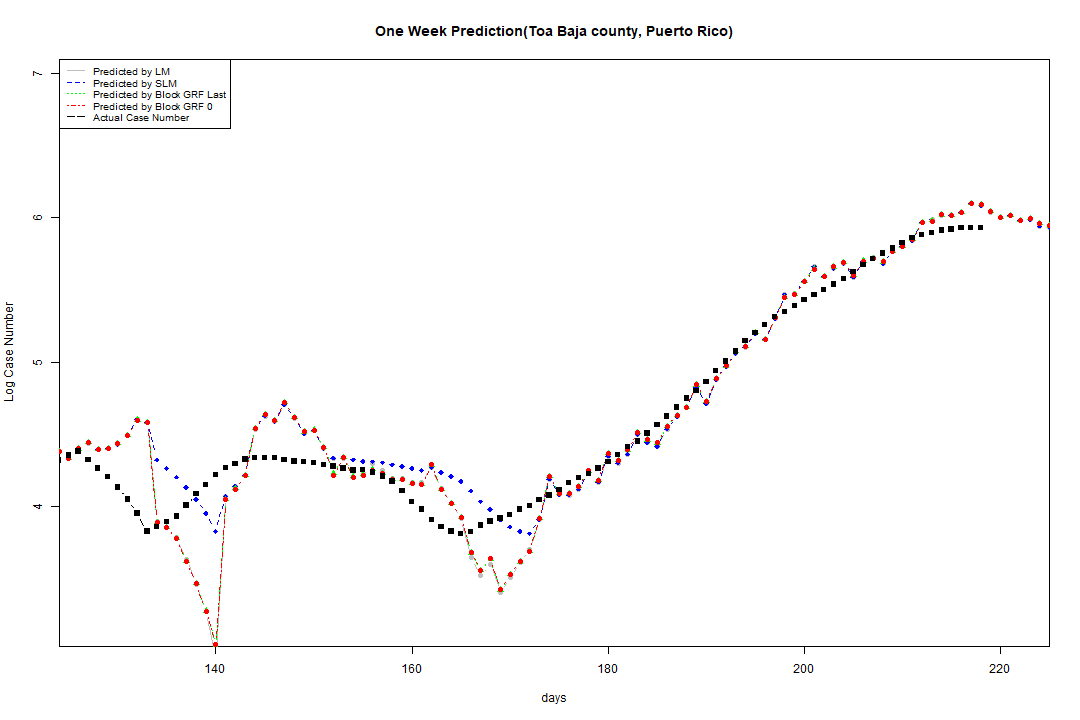 One Week Prediction(Toa Baja county, Puerto Rico)
Predicted by LM
Predicted by SLM
Predicted by Block GRF Last
Predicted by Block GRF 0
Actual Case Number
7
6
5
4
Log Case Number
140 160 180 200 220
days